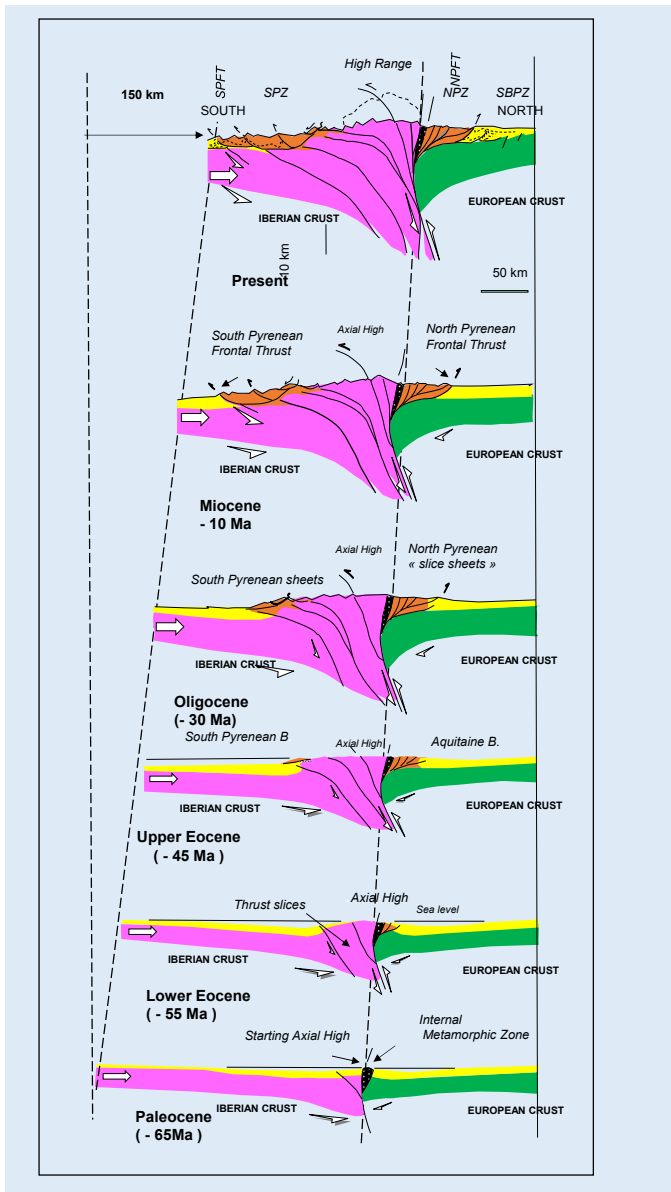 High Range
SPFT
NPFT
150 km
SPZ
NPZ
SBPZ
SOUTH
NORTH
IBERIAN CRUST
EUROPEAN CRUST
10 km
Present
50 km
South Pyrenean
Frontal Thrust
Axial High
North Pyrenean
Frontal Thrust
IBERIAN CRUST
EUROPEAN CRUST
Miocene
- 10 Ma
South Pyrenean sheets
Axial High
North Pyrenean
« slice sheets »
IBERIAN CRUST
EUROPEAN CRUST
Oligocene
(- 30 Ma)
South Pyrenean B
Axial High
Aquitaine B.
IBERIAN CRUST
EUROPEAN CRUST
Upper Eocene
( - 45 Ma )
Thrust slices
Axial High
Sea level
IBERIAN CRUST
EUROPEAN CRUST
Lower Eocene
( - 55 Ma )
Starting Axial High
Internal
Metamorphic Zone
IBERIAN CRUST
EUROPEAN CRUST
Paleocene
( - 65Ma )